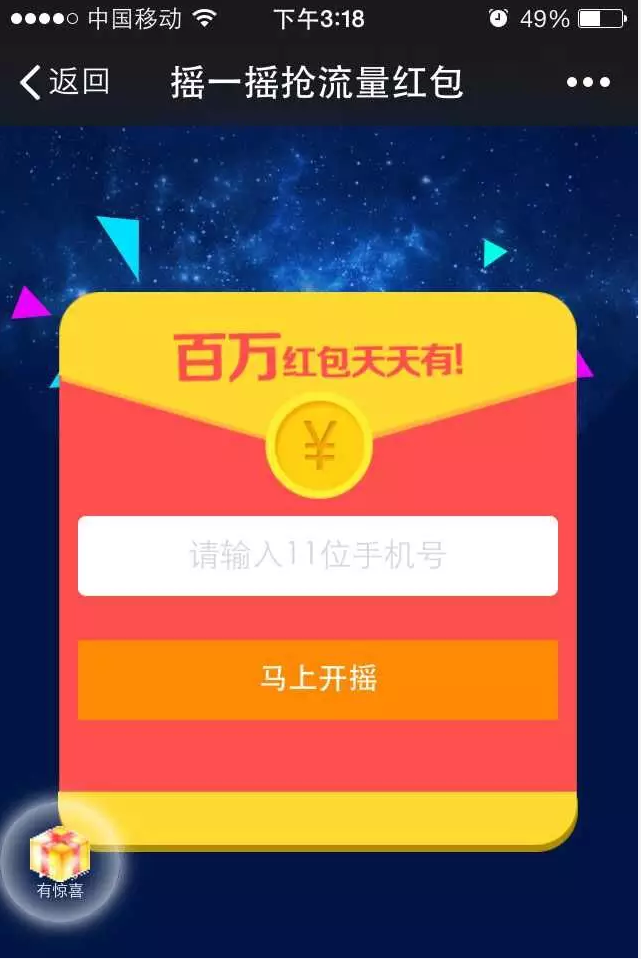 中国移动 下午3:18 49%
返回 摇一摇抢流量红包
百万红包天天有!
¥
请输入11位手机号
马上开摇
有惊喜